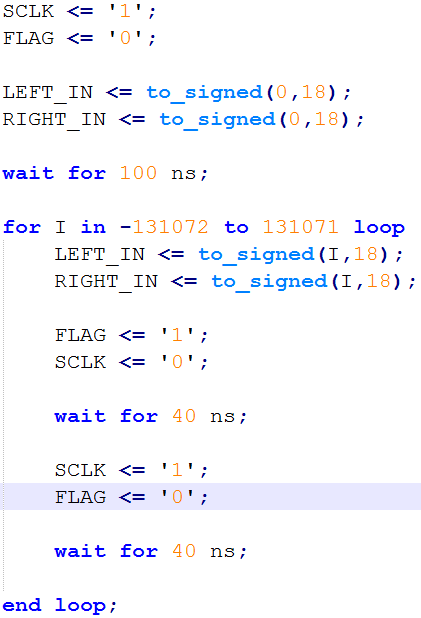 SCLK <= '1';
FLAG <= '0';
LEFT_IN <= to_signed(0,18);
RIGHT_IN <= to_signed(0,18);
wait for 100 ns;
for I in -131072 to 131071 loop
LEFT_IN <= to_signed(I,18);
RIGHT_IN <= to_signed(I,18);
FLAG <= '1';
SCLK <= '0';
wait for 40 ns;
SCLK <= '1';
FLAG <= '0';
wait for 40 ns;
end loop;